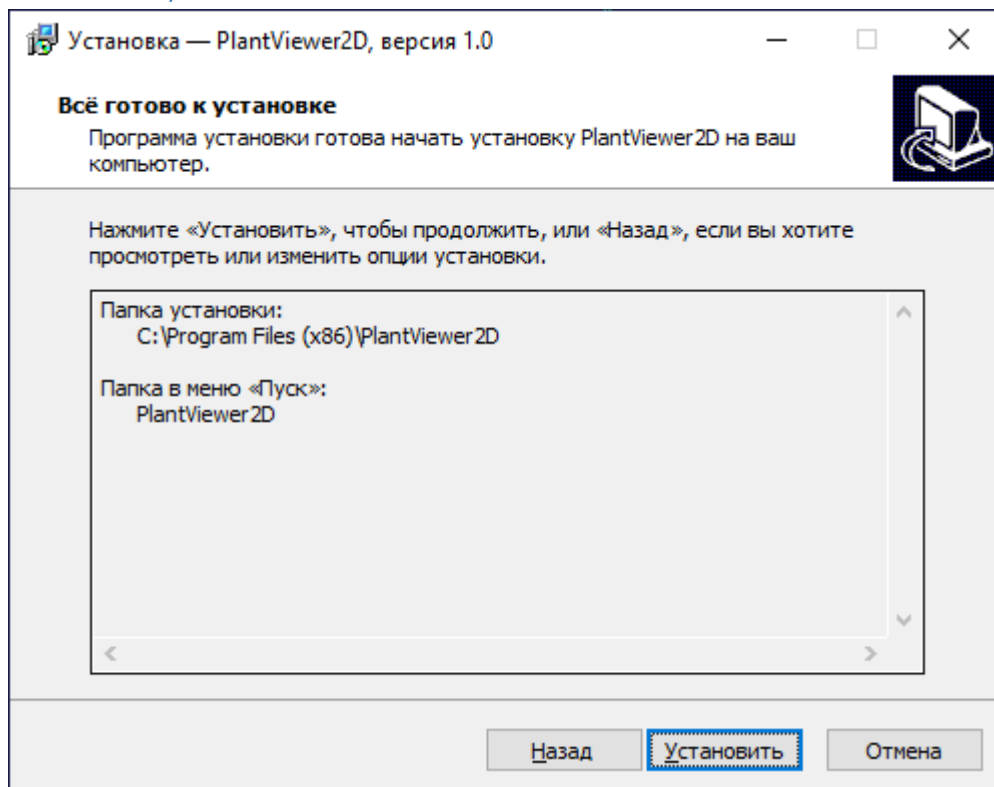 Установка — PlantViewer2D, версия 1.0
Всё готово к установке
Программа установки готова начать установку PlantViewer2D на ваш
компьютер.
Нажмите «Установить», чтобы продолжить, или «Назад», если вы хотите
просмотреть или изменить опции установки.
Папка установки:
C:\Program Files (x86)\PlantViewer2D
Папка в меню «Пуск»:
PlantViewer2D
Назад
Установить
Отмена